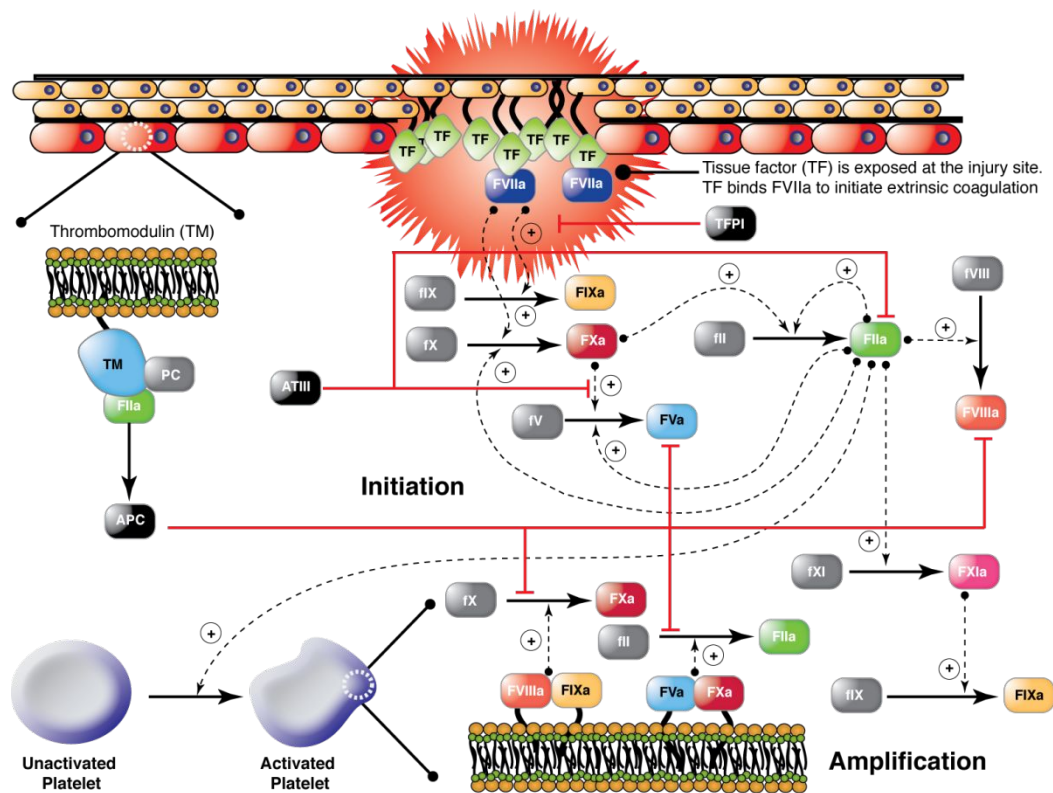 TF
TF
TF
TF
TF
TF
TF
TF
FVIIa
FVIIa
Tissue factor (TF) is exposed at the injury site.
TF binds FVIIa to initiate extrinsic coagulation
TFPI
+
Thrombomodulin (TM)
fIX
FIXa
+
+
+
fVIII
fX
FXa
fII
FIIa
+
+
TM
PC
FIIa
ATIII
+
fV
FVa
+
FVIIIa
Initiation
APC
+
fXI
FXIa
fX
FXa
fII
FIIa
+
+
+
+
fIX
FIXa
FVIIIa
FIXa
FVa
FXa
Unactivated
Platelet
Activated
Platelet
Amplification